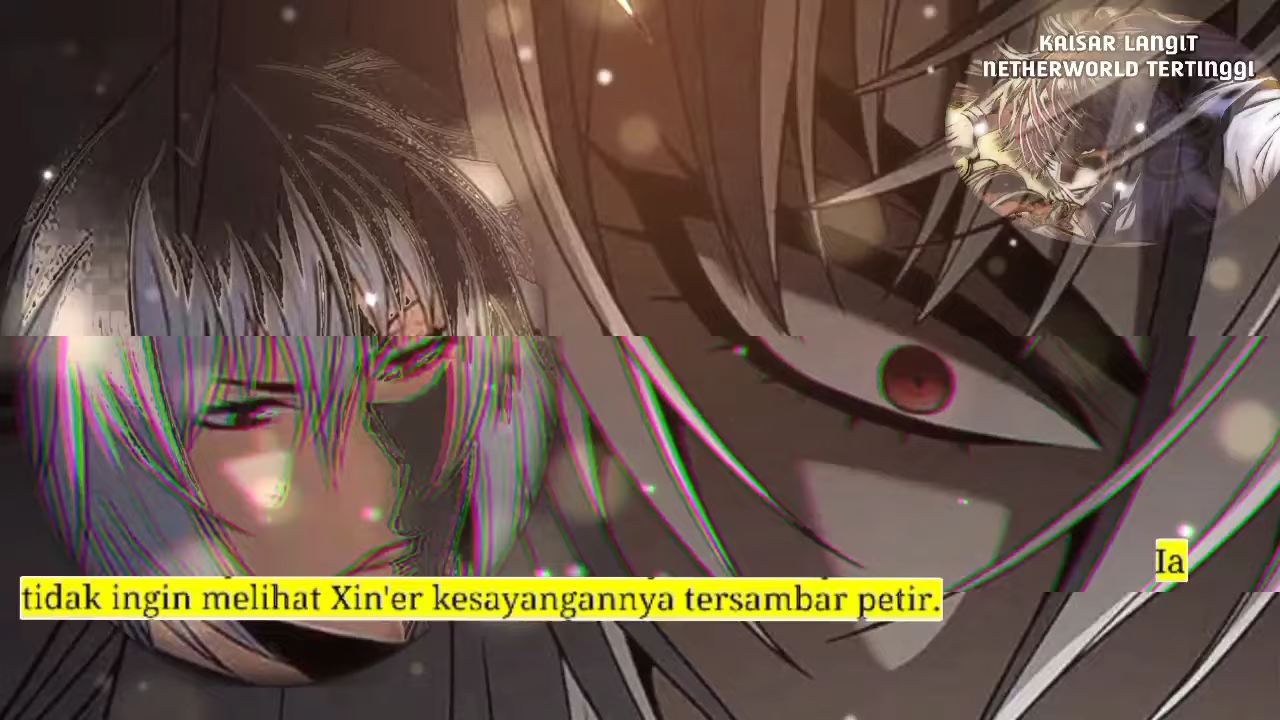 KAISAR LANGIT
NETHERWORLD TERTINGGI
Ia
tidak ingin melihat Xin'er kesayangannya tersambar petir.